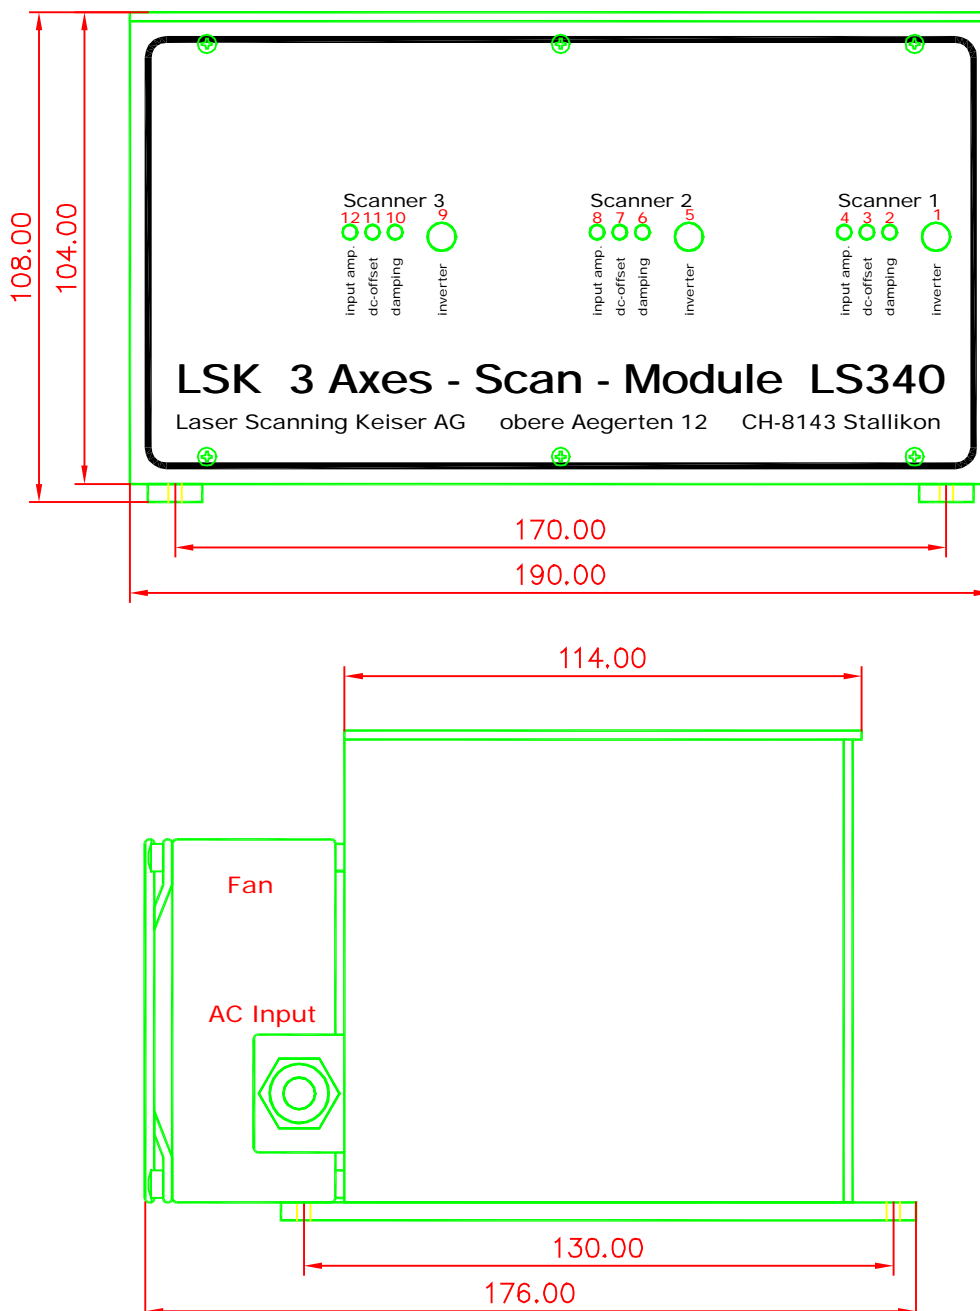 Scanner 3 Scanner 2 Scanner 1
12 11 10 9 8 7 6 5 4 3 2 1
input amp. dc-offset damping inverter input amp. dc-offset damping inverter input amp. dc-offset damping inverter
108.00
104.00
LSK 3 Axes - Scan - Module LS340
Laser Scanning Keiser AG obere Aegerten 12 CH-8143 Stallikon
170.00
190.00
114.00
Fan
AC Input
130.00
176.00